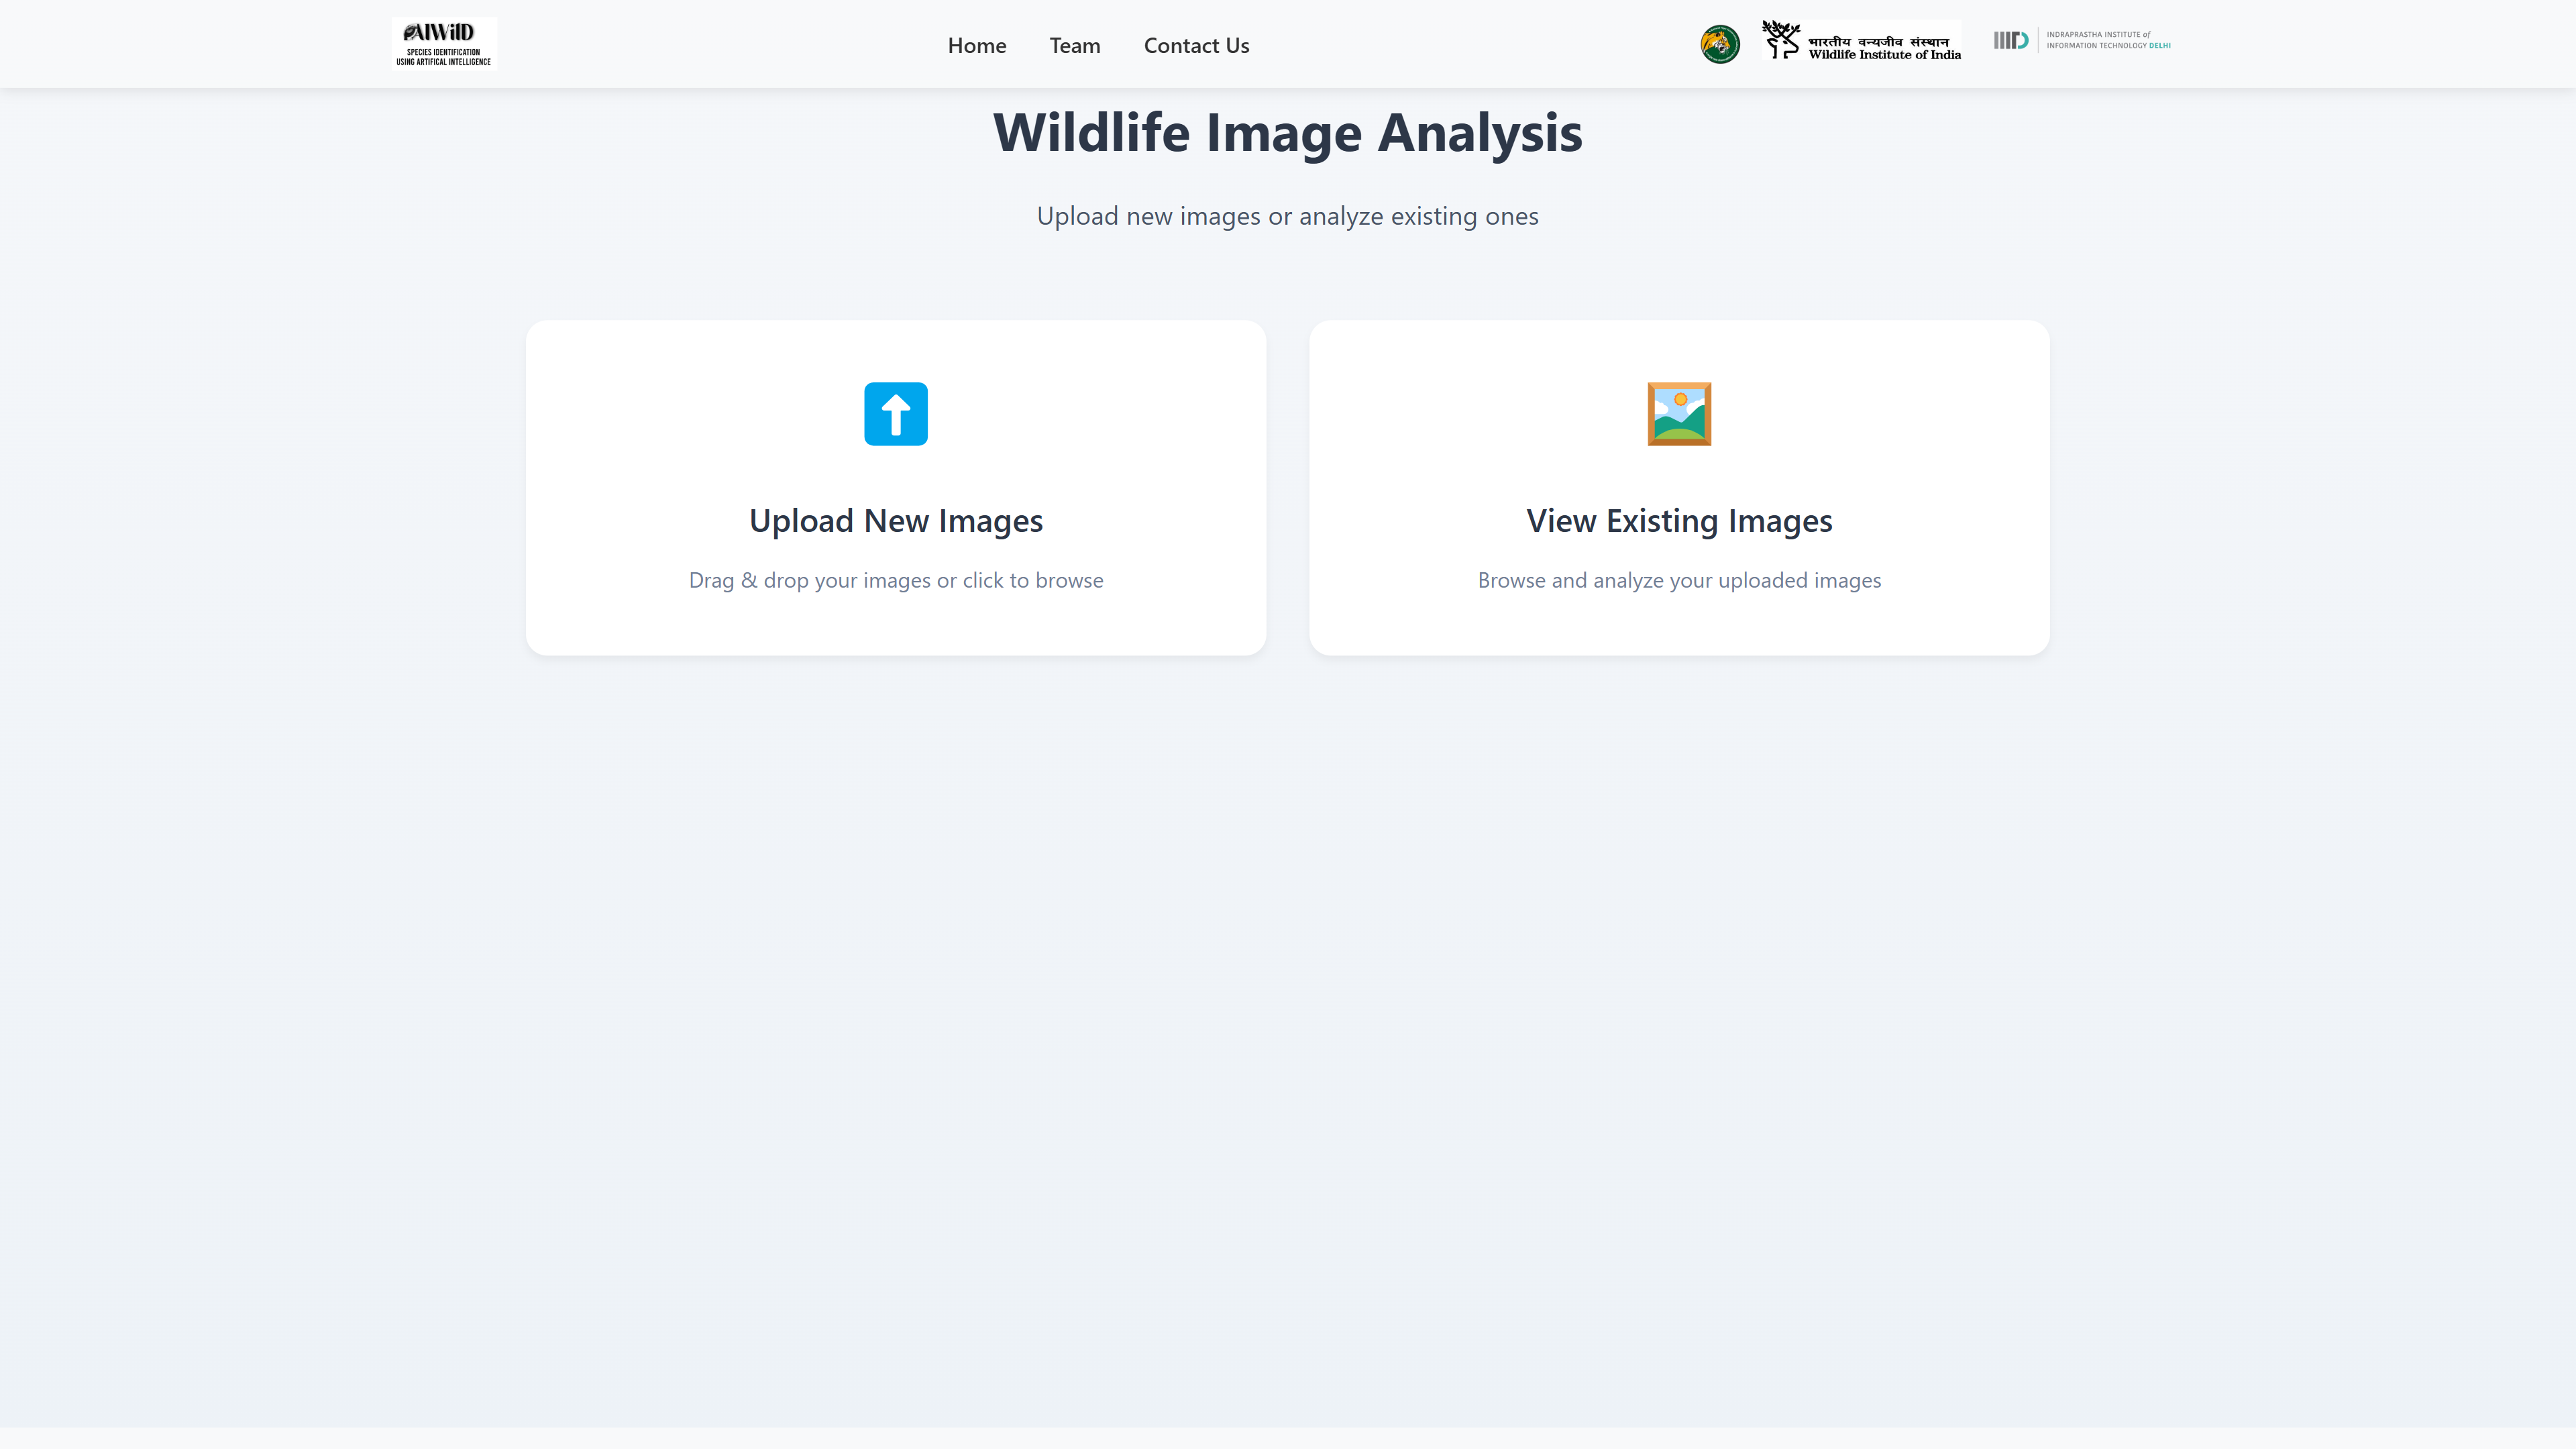 AIWilD
SPECIES IDENTIFICATION
USING ARTIFICAL INTELLIGENCE
Home
Team
Contact Us
भारतीय वन्यजीव संस्थान
Wildlife Institute of India
INDRAPRASTHA INSTITUTE of
INFORMATION TECHNOLOGY DELHI
Wildlife Image Analysis
Upload new images or analyze existing ones
Upload New Images
Drag & drop your images or click to browse
View Existing Images
Browse and analyze your uploaded images